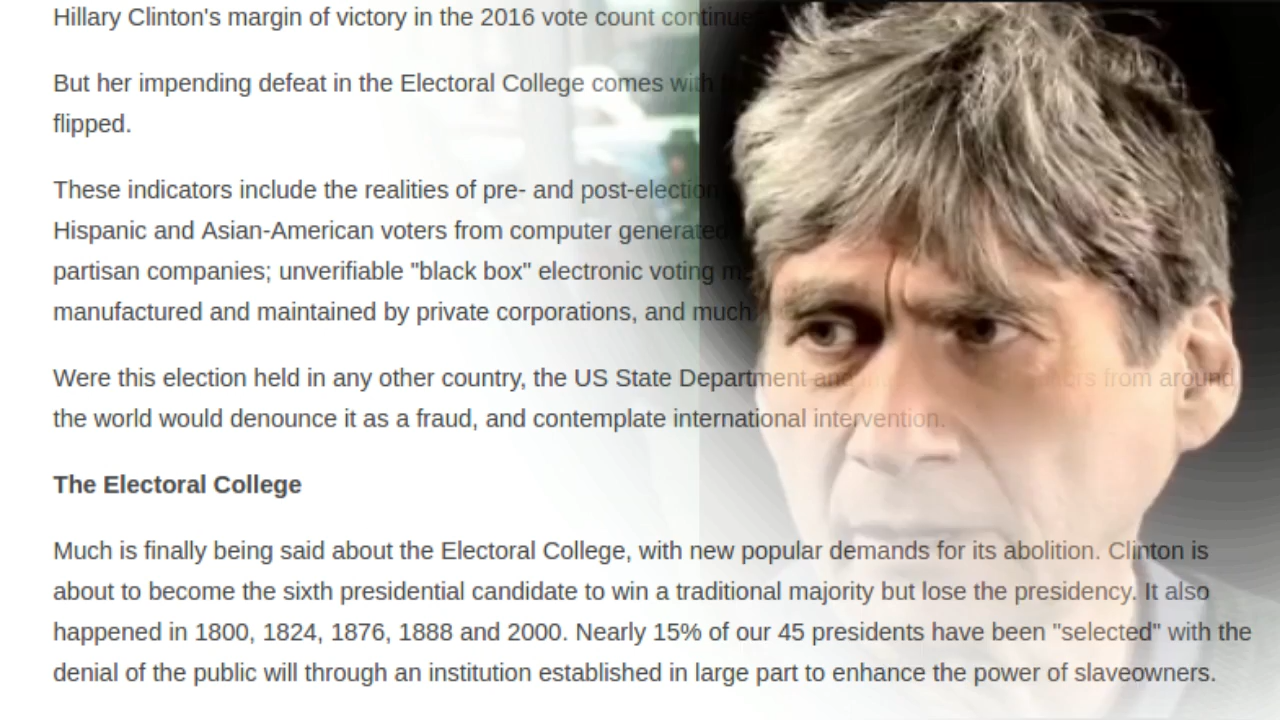 Hillary Clinton's margin of victory in the 2016 vote count continue
But her impending defeat in the Electoral College comes with
flipped.
These indicators include the realities of pre- and post-election
Hispanic and Asian-American voters from computer generated
partisan companies; unverifiable "black box" electronic voting m
manufactured and maintained by private corporations, and much
Were this election held in any other country, the US State Department and from around
the world would denounce it as a fraud, and contemplate international intervention.
The Electoral College
Much is finally being said about the Electoral College, with new popular demands for its abolition. Clinton is
about to become the sixth presidential candidate to win a traditional majority but lose the presidency. It also
happened in 1800, 1824, 1876, 1888 and 2000. Nearly 15% of our 45 presidents have been "selected" with the
denial of the public will through an institution established in large part to enhance the power of slaveowners.